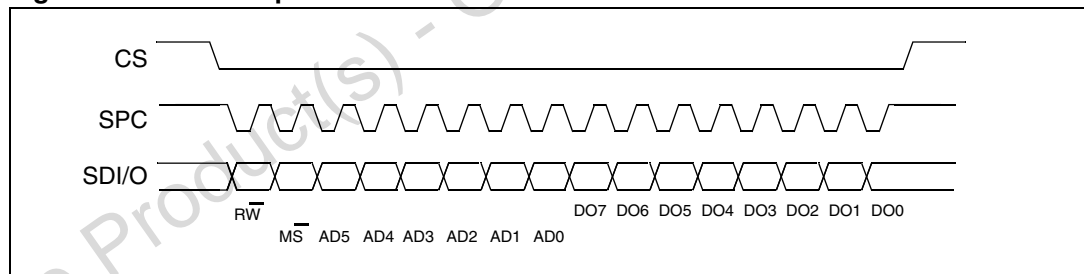 CS
SPC
SDI/O
RW
DO7 DO6 DO5 DO4 DO3 DO2 DO1 DO0
MS AD5 AD4 AD3 AD2 AD1 AD0
Product(s) -